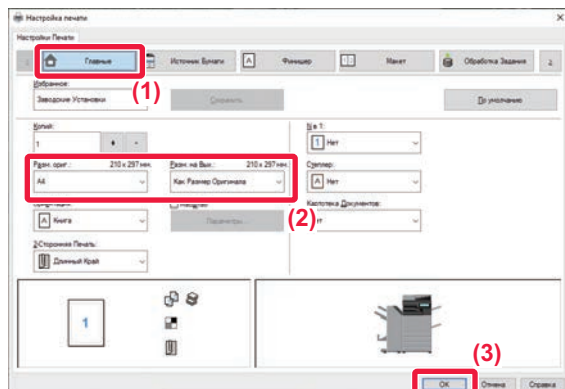 Настройка печати
Настройки Печати
Главные
Источник Бумаги
Финишер
Макет
Обработка Задания
(1)
Избранное:
Заводские Установки
Сохранить
По умолчанию
Копий:
1
+ -
Разм. ориг.: 210 x 297 мм.
A4
Разм. на Вых.: 210 x 297 мм.
Как Размер Оригинала
(2)
N в 1:
1 Нет
Степлер:
A Нет
Картотека Документов:
A Книга
Параметры...
2-Сторонняя Печать:
Длинный Край
1
(3)
OK
Отмена
Справка